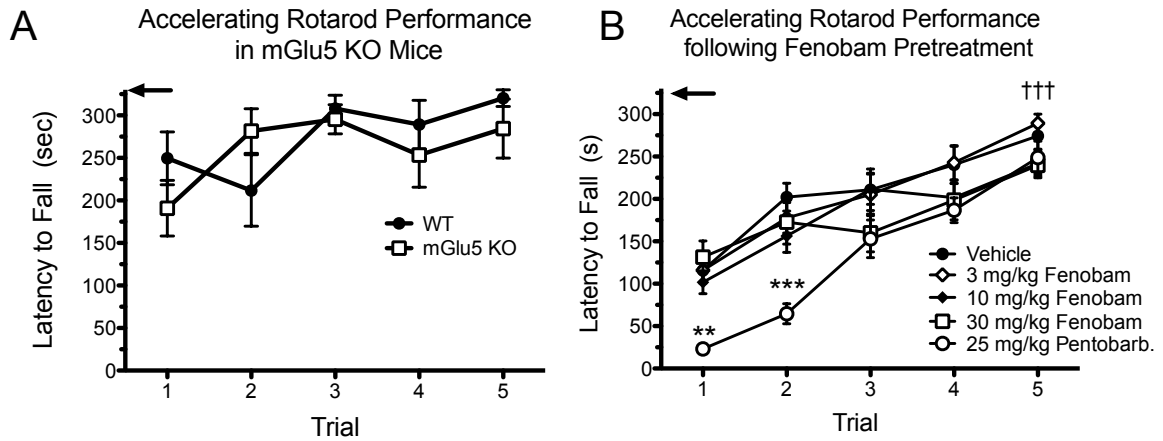 A
Accelerating Rotarod Performance
in mGlu5 KO Mice
Latency to Fall (sec)
300
250
200
150
100
50
0
WT
mGlu5 KO
1 2 3 4 5
Trial
B
Accelerating Rotarod Performance
following Fenobam Pretreatment
Latency to Fall (s)
300
250
200
150
100
50
0
†††
***
**
Vehicle
3 mg/kg Fenobam
10 mg/kg Fenobam
30 mg/kg Fenobam
25 mg/kg Pentobarb.
1 2 3 4 5
Trial